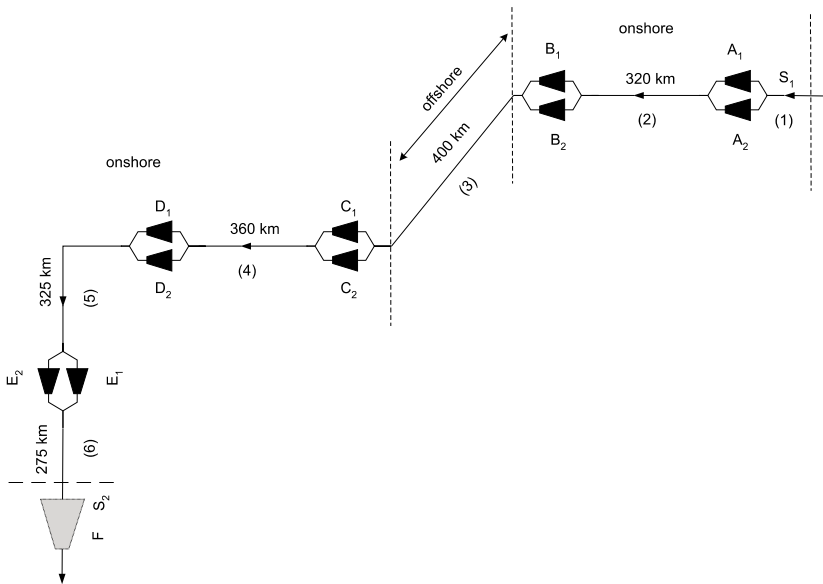 onshore
B1
A1
S1
320 km
(2)
(1)
B2
A2
offshore
400 km
(3)
onshore
D1
C1
360 km
(4)
D2
C2
325 km
(5)
E2
E1
275 km
(6)
S2
F